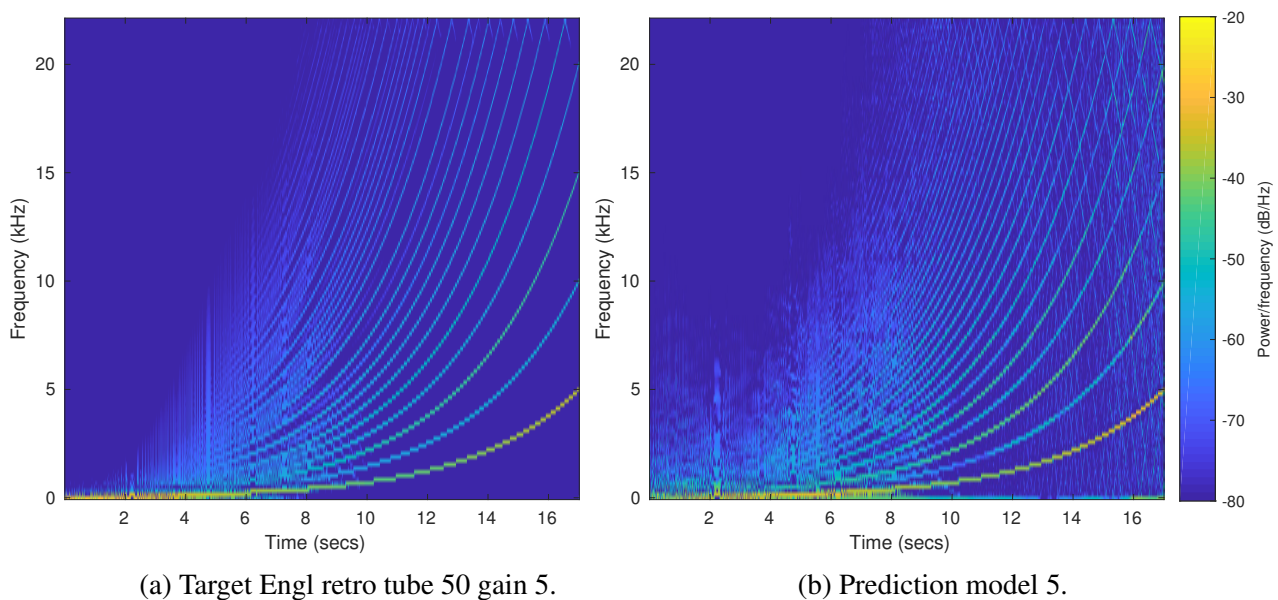 20
15
10
5
0
Frequency (kHz)
2 4 6 8 10 12 14 16
Time (secs)
(a) Target Engl retro tube 50 gain 5.
20
15
10
5
0
Frequency (kHz)
2 4 6 8 10 12 14 16
Time (secs)
(b) Prediction model 5.
-20
-30
-40
-50
-60
-70
-80
Power/frequency (dB/Hz)